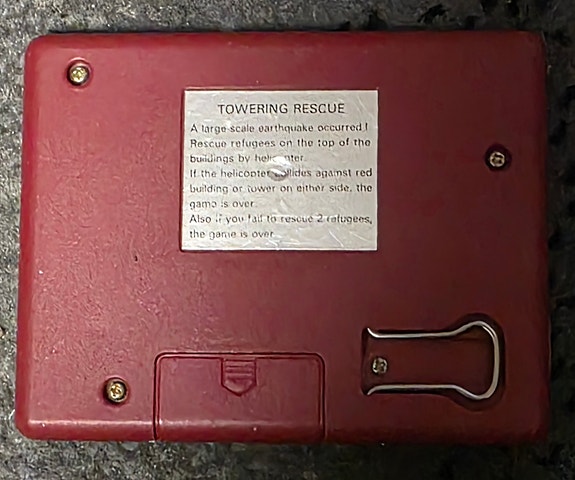 TOWERING RESCUE
A large scale earthquake occurred!
Rescue refugees on the top of the
buildings by helicopter.
If the helicopter collides against red
building or tower on either side, the
game is over.
Also if you fail to rescue 2 refugees,
the game is over.